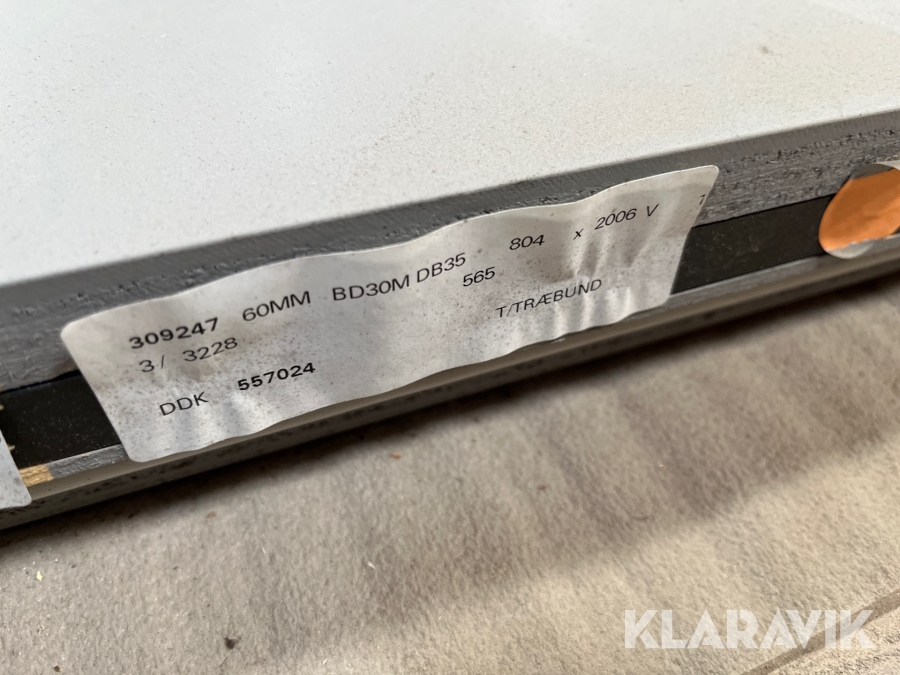 309247 60MM BD30M DB35 804 x 2006 V
3/ 3228 565
DDK 557024 T/TRÆBUND
KLARAVIK